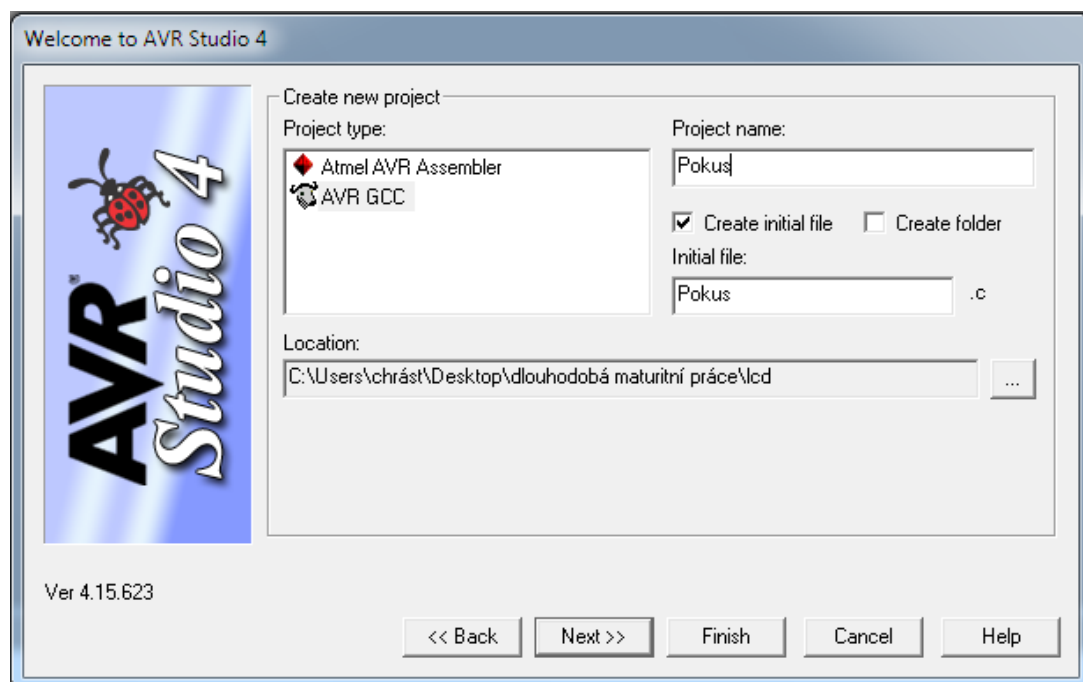 Welcome to AVR Studio 4
AVR® Studio 4
Create new project
Project type:
Atmel AVR Assembler
AVR GCC
Project name:
Pokus
Create initial file
Create folder
Initial file:
Pokus
.c
Location:
C:\Users\chrást\Desktop\dlouhodobá maturitní práce\lcd
...
Ver 4.15.623
<< Back
Next >>
Finish
Cancel
Help